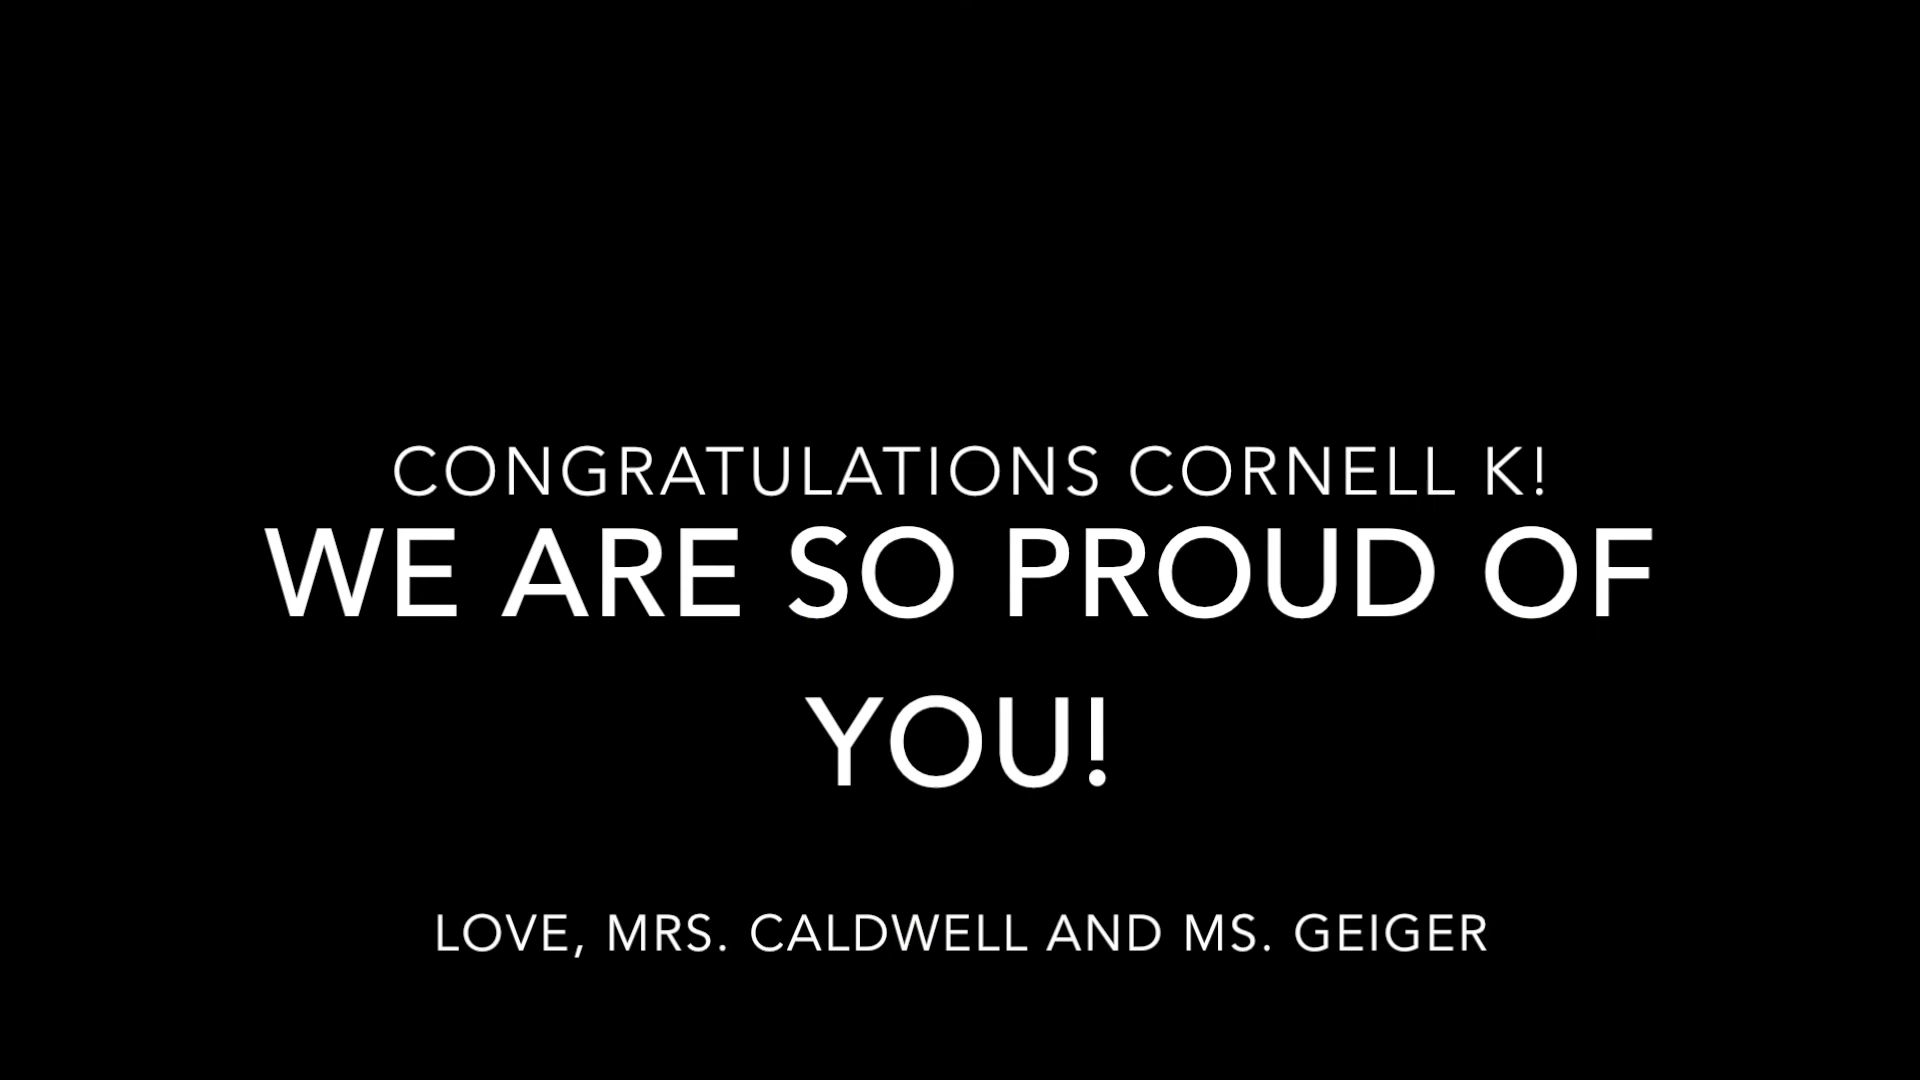 CONGRATULATIONS CORNELL K!
WE ARE SO PROUD OF
YOU!
LOVE, MRS. CALDWELL AND MS. GEIGER